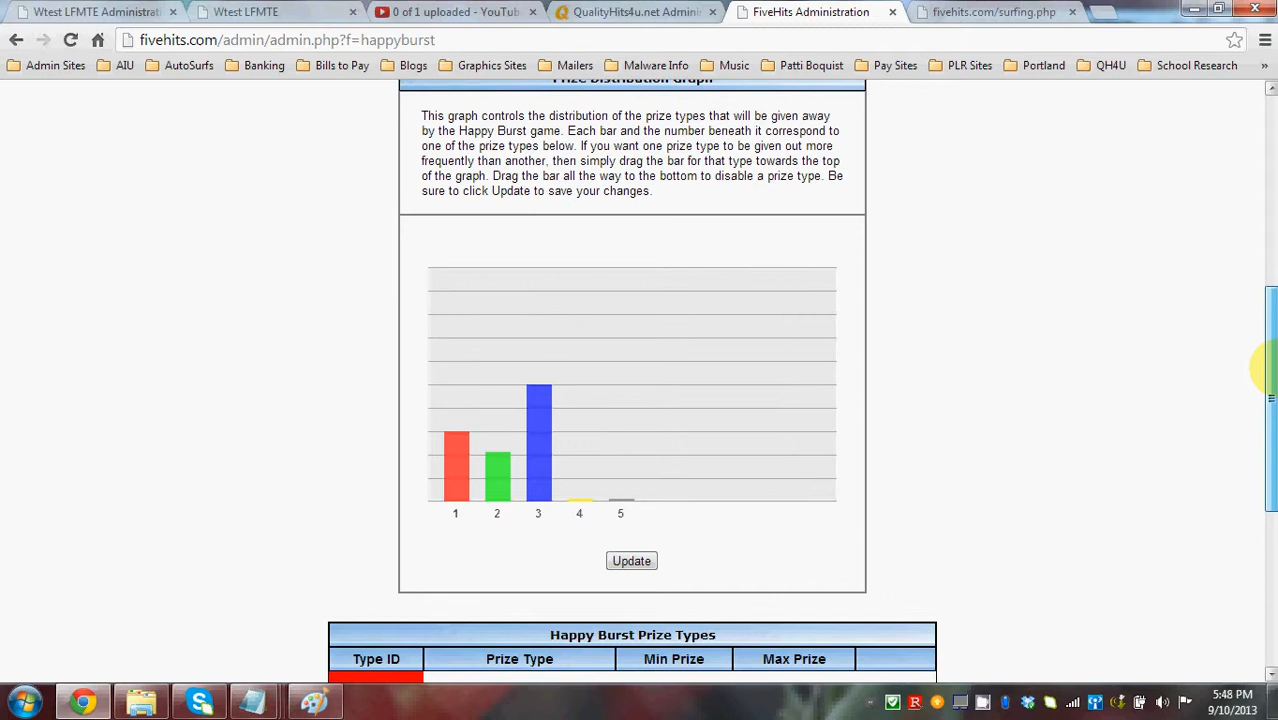 Wtest LFMTE Administrati
Wtest LFMTE
0 of 1 uploaded - YouTub
QualityHits4u.net Admini
FiveHits Administration
fivehits.com/surfing.php
fivehits.com/admin/admin.php?f=happyburst
Admin Sites
AIU
AutoSurfs
Banking
Bills to Pay
Blogs
Graphics Sites
Mailers
Malware Info
Music
Patti Boquist
Pay Sites
PLR Sites
Portland
QH4U
School Research
»
Prize Distribution Graph
This graph controls the distribution of the prize types that will be given away
by the Happy Burst game. Each bar and the number beneath it correspond to
one of the prize types below. If you want one prize type to be given out more
frequently than another, then simply drag the bar for that type towards the top
of the graph. Drag the bar all the way to the bottom to disable a prize type. Be
sure to click Update to save your changes.
1 2 3 4 5
Update
Happy Burst Prize Types
Type ID Prize Type Min Prize Max Prize
5:48 PM
9/10/2013